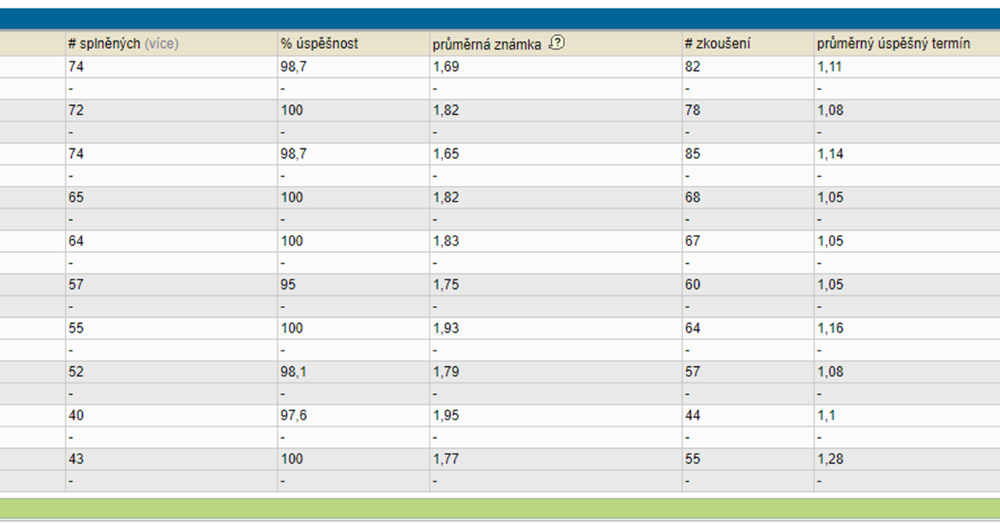 # splněných (více) % úspěšnost průměrná známka ? # zkoušení průměrný úspěšný termín
74 98,7 1,69 82 1,11
- - - - -
72 100 1,82 78 1,08
- - - - -
74 98,7 1,65 85 1,14
- - - - -
65 100 1,82 68 1,05
- - - - -
64 100 1,83 67 1,05
- - - - -
57 95 1,75 60 1,05
- - - - -
55 100 1,93 64 1,16
- - - - -
52 98,1 1,79 57 1,08
- - - - -
40 97,6 1,95 44 1,1
- - - - -
43 100 1,77 55 1,28
- - - - -